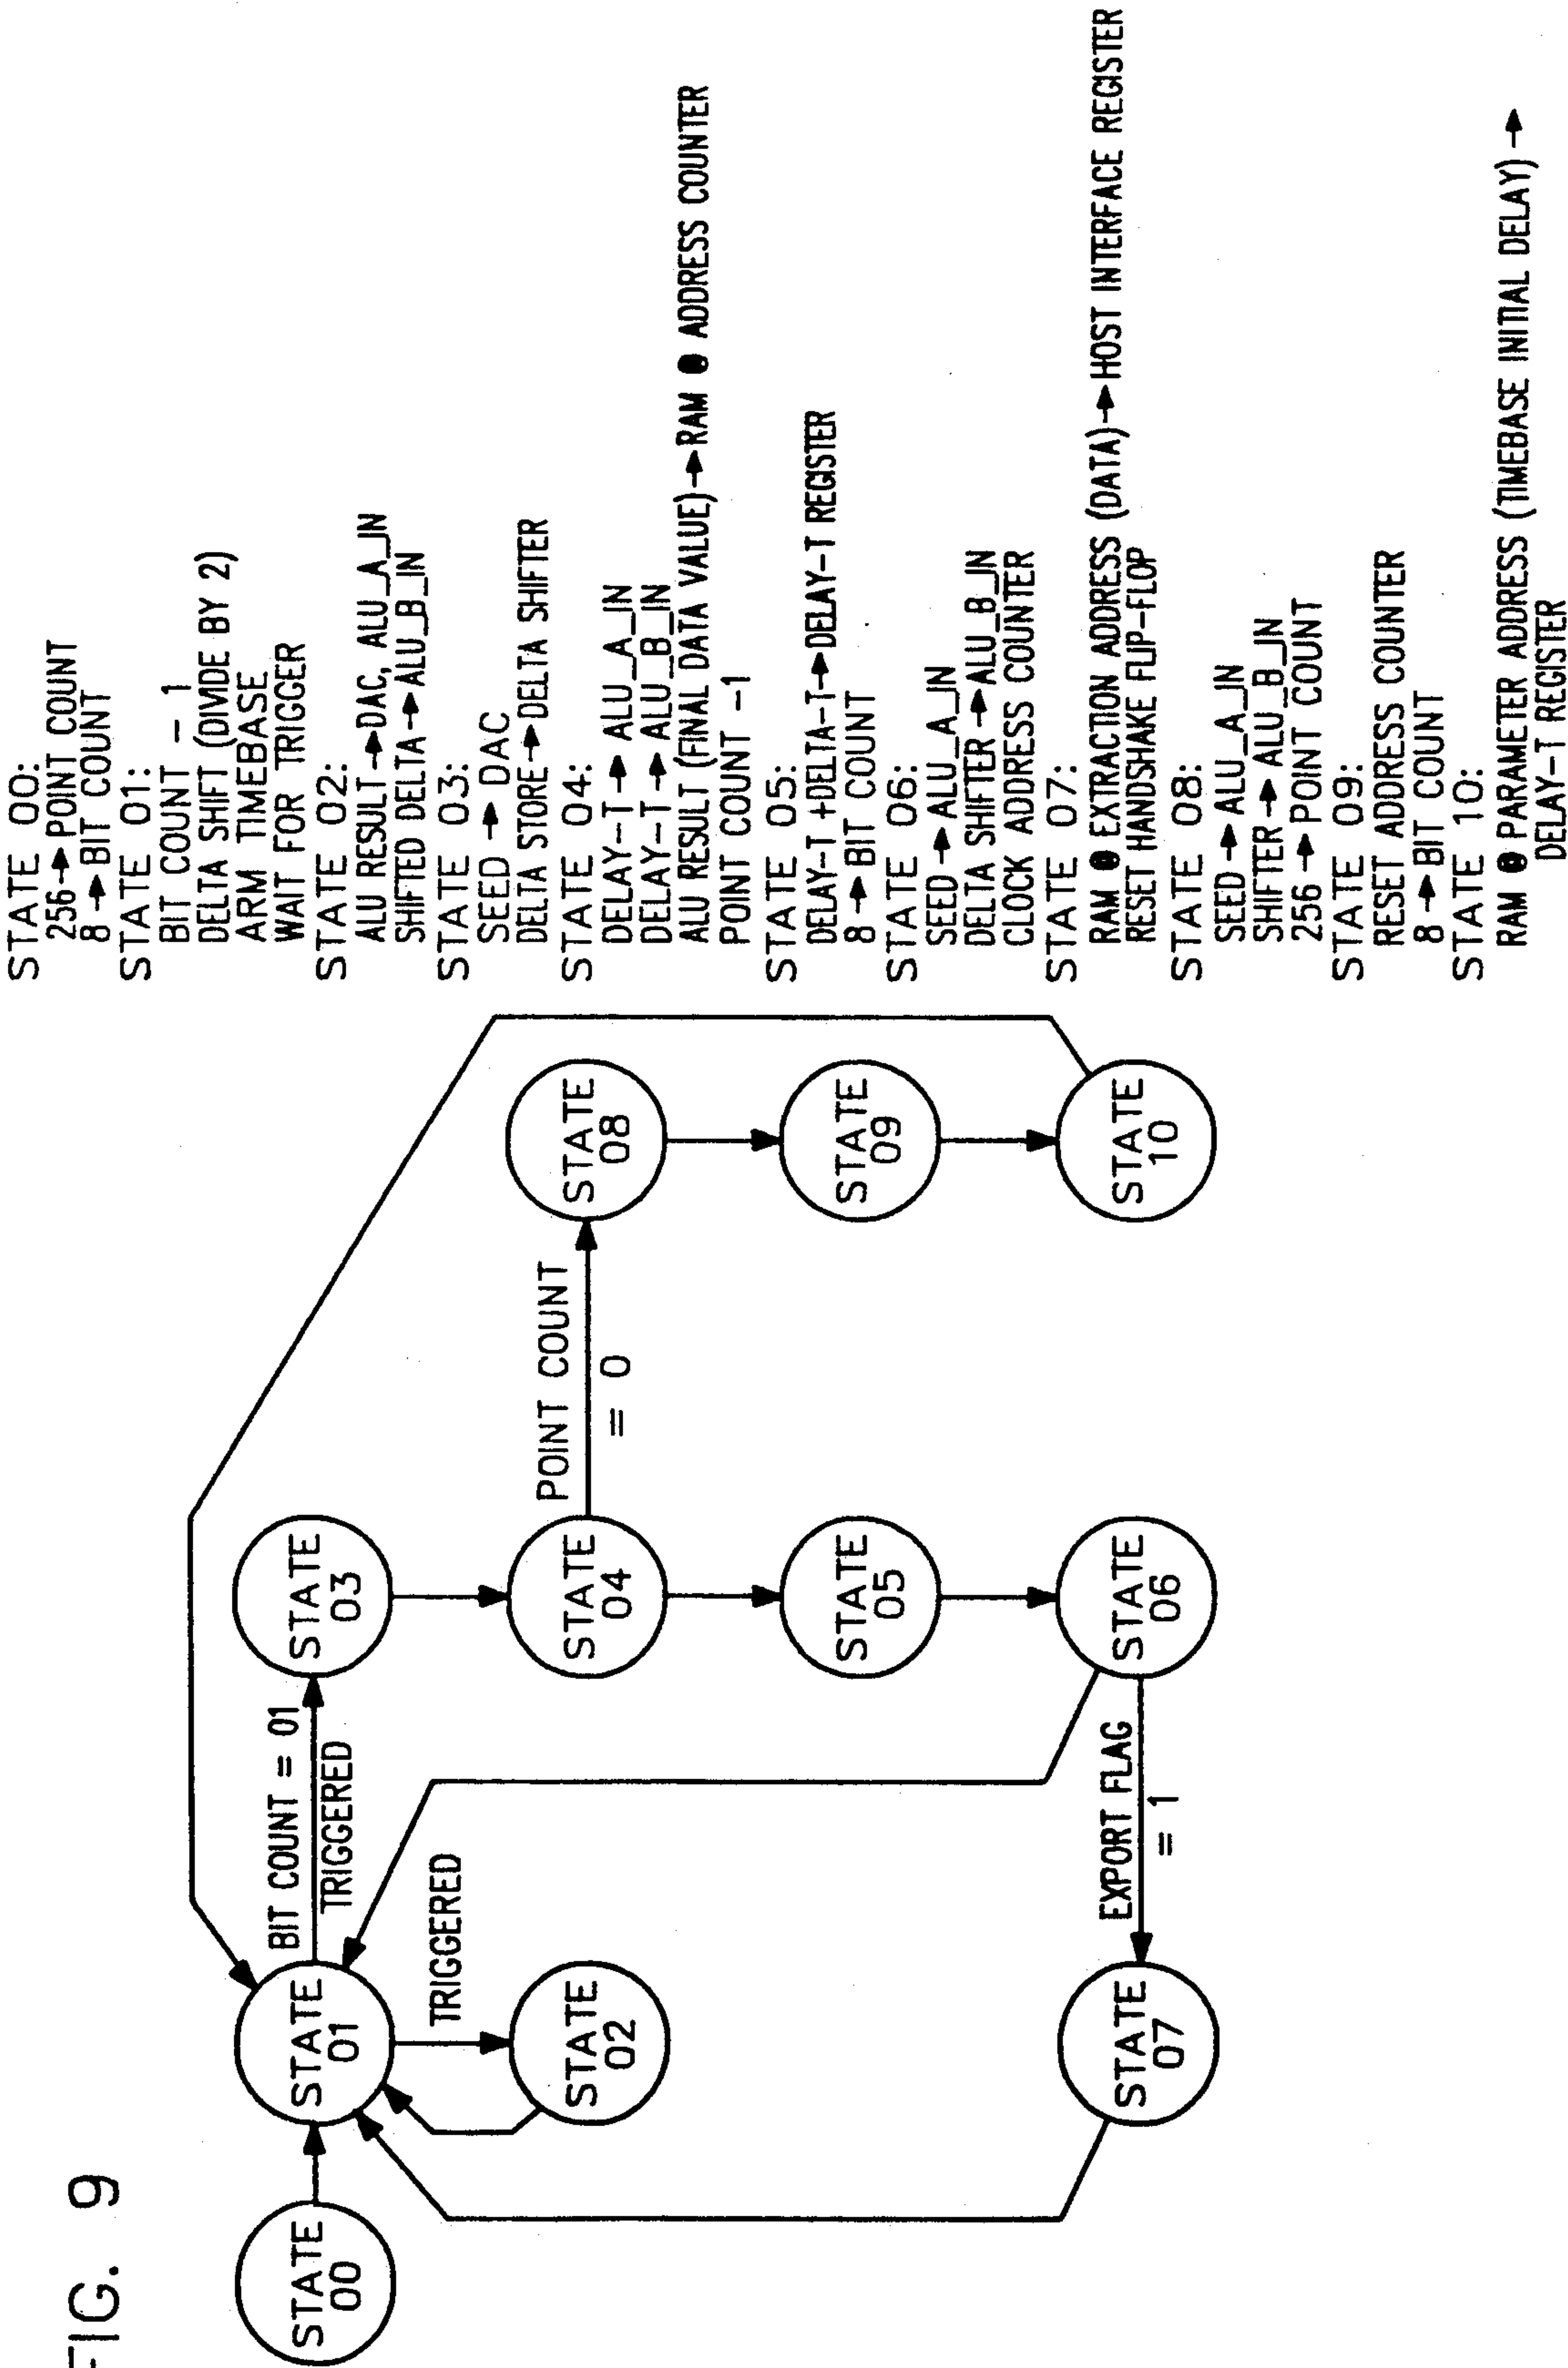 FIG. 9
STATE
00
STATE
01
BIT COUNT = 01
TRIGGERED
STATE
03
TRIGGERED
STATE
02
STATE
04
POINT COUNT
= 0
STATE
08
STATE
05
STATE
09
STATE
07
EXPORT FLAG
= 1
STATE
06
STATE
10
STATE 00:
256→POINT COUNT
8→BIT COUNT
STATE 01:
BIT COUNT - 1
DELTA SHIFT (DIVIDE BY 2)
ARM TIMEBASE
WAIT FOR TRIGGER
STATE 02:
ALU RESULT→DAC, ALU_A_IN
SHIFTED DELTA→ALU_B_IN
STATE 03:
SEED→DAC
DELTA STORE→DELTA SHIFTER
STATE 04:
DELAY-T→ALU_A_IN
DELAY-T→ALU_B_IN
ALU RESULT (FINAL DATA VALUE)→RAM @ ADDRESS COUNTER
POINT COUNT -1
STATE 05:
DELAY-T +DELTA-T→DELAY-T REGISTER
8→BIT COUNT
STATE 06:
SEED→ALU_A_IN
DELTA SHIFTER→ALU_B_IN
CLOCK ADDRESS COUNTER
STATE 07:
RAM @ EXTRACTION ADDRESS (DATA)→HOST INTERFACE REGISTER
RESET HANDSHAKE FLIP-FLOP
STATE 08:
SEED→ALU_A_IN
SHIFTER→ALU_B_IN
256→POINT COUNT
STATE 09:
RESET ADDRESS COUNTER
8→BIT COUNT
STATE 10:
RAM @ PARAMETER ADDRESS (TIMEBASE INITIAL DELAY)→
DELAY-T REGISTER